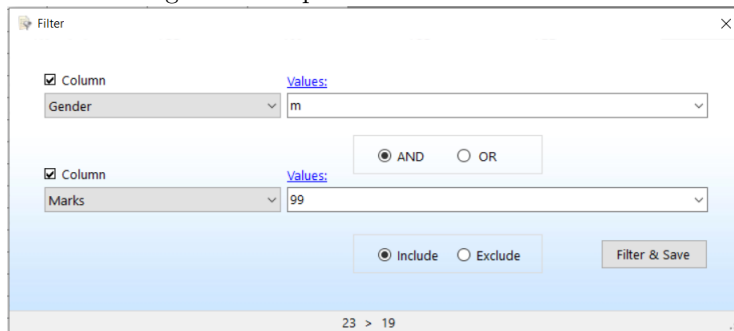 Filter
Column
Values:
Gender
m
AND
OR
Column
Values:
Marks
99
Include
Exclude
Filter & Save
23 > 19